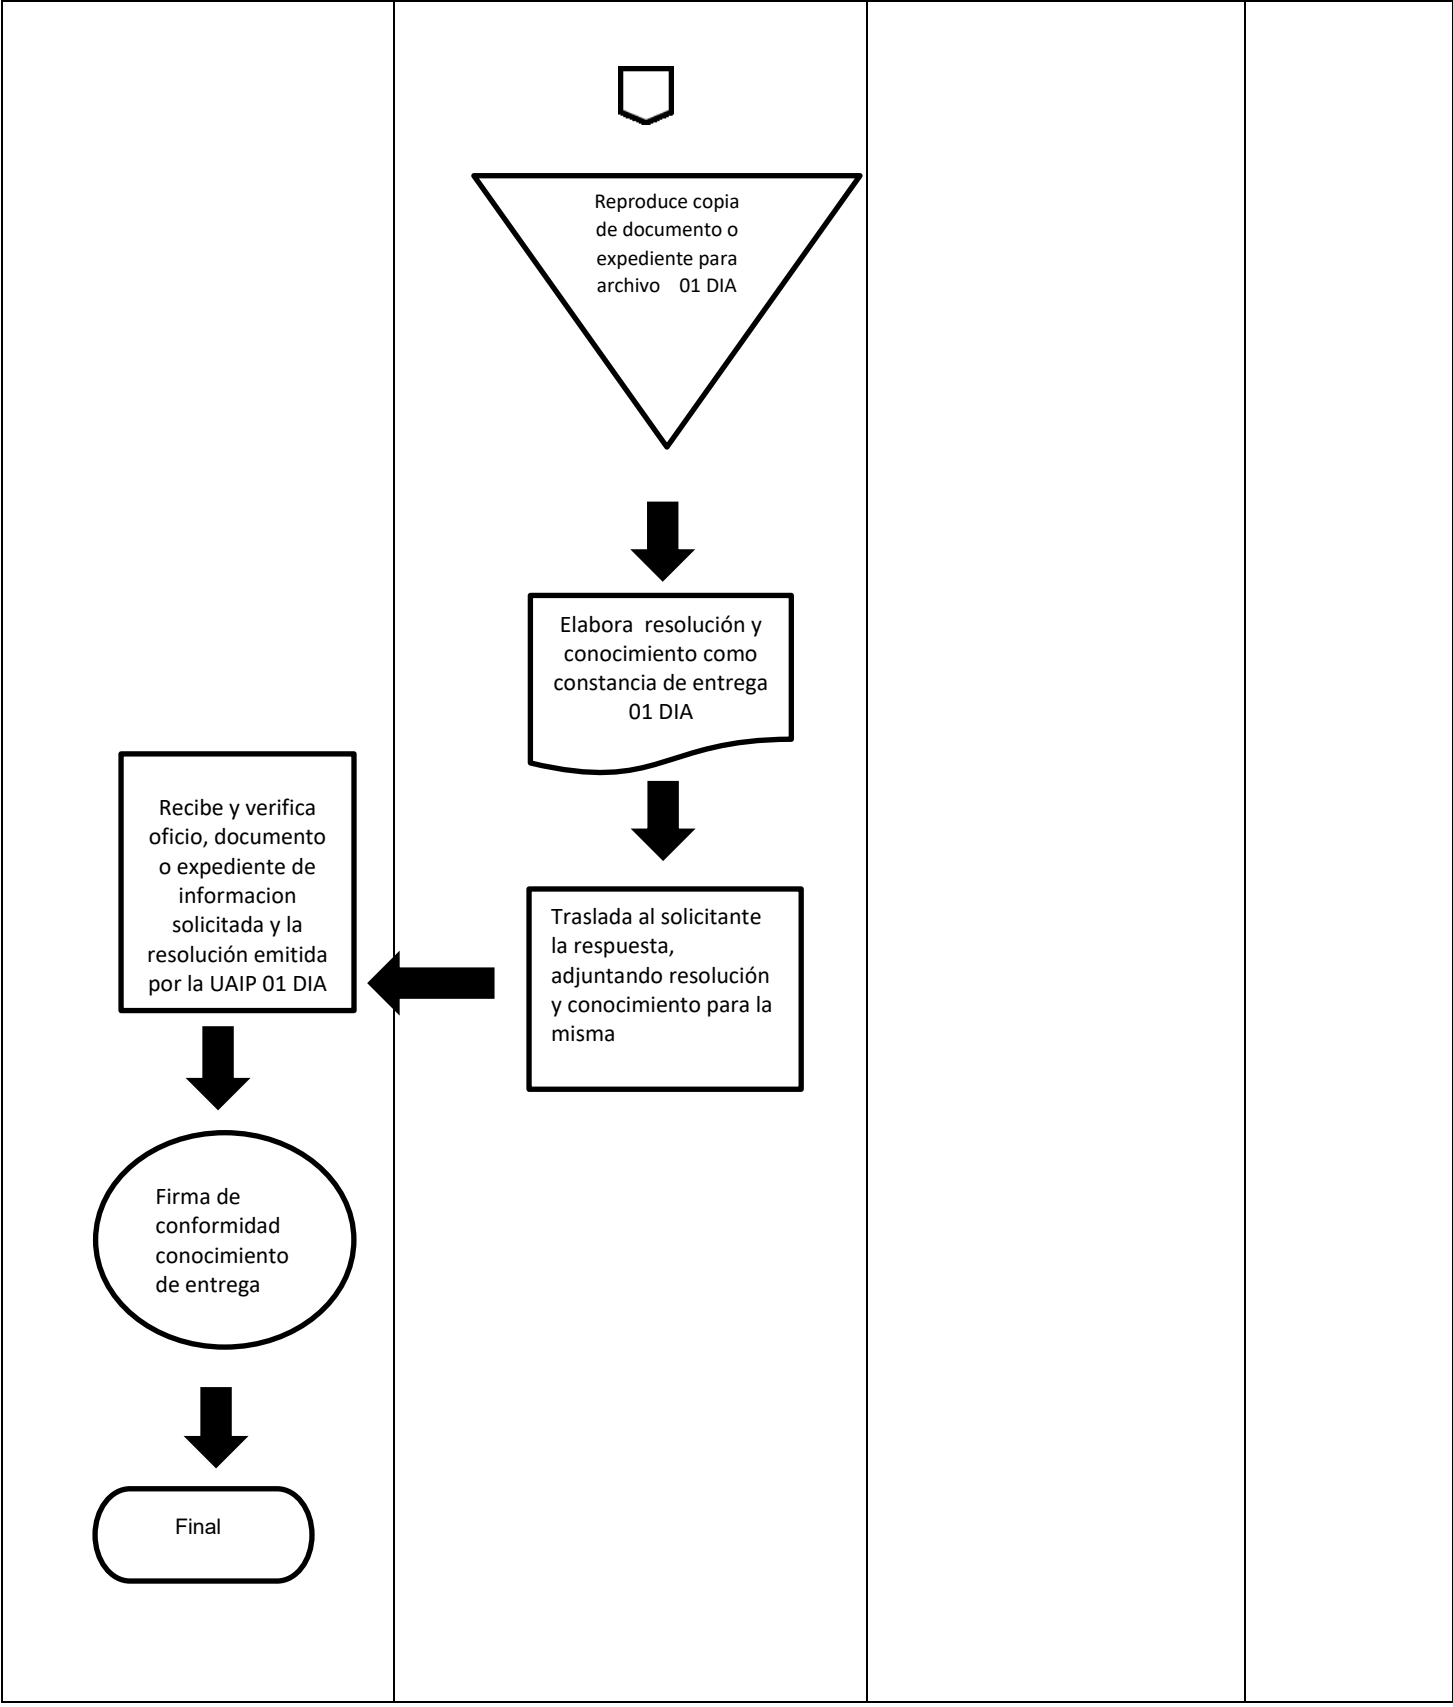 Reproduce copia
de documento o
expediente para
archivo 01 DIA
Elabora resolución y
conocimiento como
constancia de entrega
01 DIA
Traslada al solicitante
la respuesta,
adjuntando resolución
y conocimiento para la
misma
Recibe y verifica
oficio, documento
o expediente de
informacion
solicitada y la
resolución emitida
por la UAIP 01 DIA
Firma de
conformidad
conocimiento
de entrega
Final